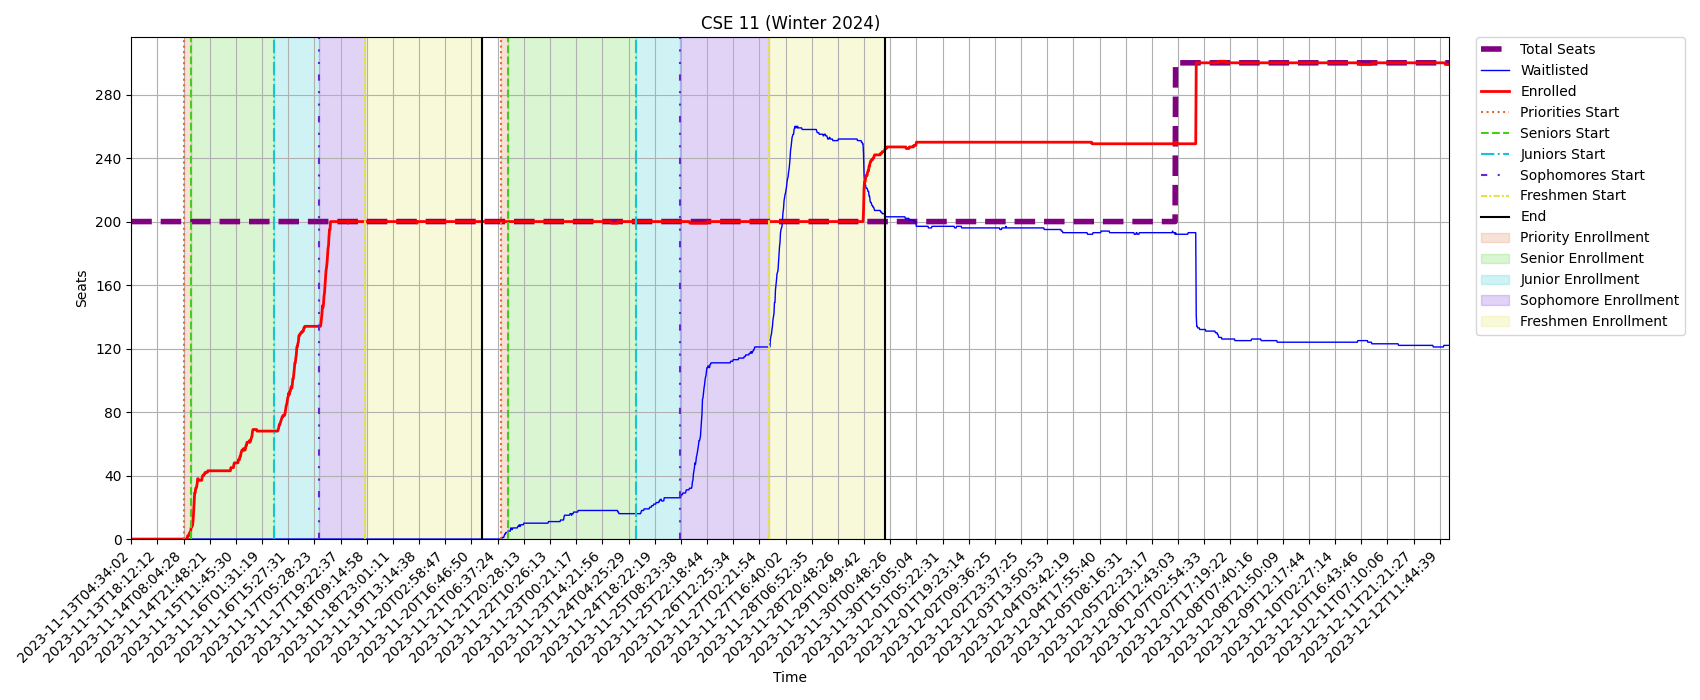 CSE 11 (Winter 2024)
Seats
280
240
200
160
120
80
40
0
2023-11-13T04:34:02
2023-11-13T18:12:12
2023-11-14T08:04:28
2023-11-14T21:48:21
2023-11-15T11:45:30
2023-11-16T01:31:19
2023-11-16T15:27:31
2023-11-17T05:28:23
2023-11-17T19:22:37
2023-11-18T09:14:58
2023-11-18T23:01:11
2023-11-19T13:14:38
2023-11-20T02:58:47
2023-11-20T16:46:50
2023-11-21T06:37:24
2023-11-21T20:28:13
2023-11-22T10:26:13
2023-11-23T00:21:17
2023-11-23T14:21:56
2023-11-24T04:25:29
2023-11-24T18:22:19
2023-11-25T08:23:38
2023-11-25T22:18:44
2023-11-26T12:25:34
2023-11-27T02:21:54
2023-11-27T16:40:02
2023-11-28T06:52:35
2023-11-28T20:48:26
2023-11-29T10:49:42
2023-11-30T00:48:26
2023-11-30T15:05:04
2023-12-01T05:22:31
2023-12-01T19:23:14
2023-12-02T09:36:25
2023-12-02T23:37:25
2023-12-03T13:50:53
2023-12-04T03:42:19
2023-12-04T17:55:40
2023-12-05T08:16:31
2023-12-05T22:23:17
2023-12-06T12:43:03
2023-12-07T02:54:33
2023-12-07T17:19:22
2023-12-08T07:40:16
2023-12-08T21:50:09
2023-12-09T12:17:44
2023-12-10T02:27:14
2023-12-10T16:43:46
2023-12-11T07:10:06
2023-12-11T21:21:27
2023-12-12T11:44:39
Time
Total Seats
Waitlisted
Enrolled
Priorities Start
Seniors Start
Juniors Start
Sophomores Start
Freshmen Start
End
Priority Enrollment
Senior Enrollment
Junior Enrollment
Sophomore Enrollment
Freshmen Enrollment